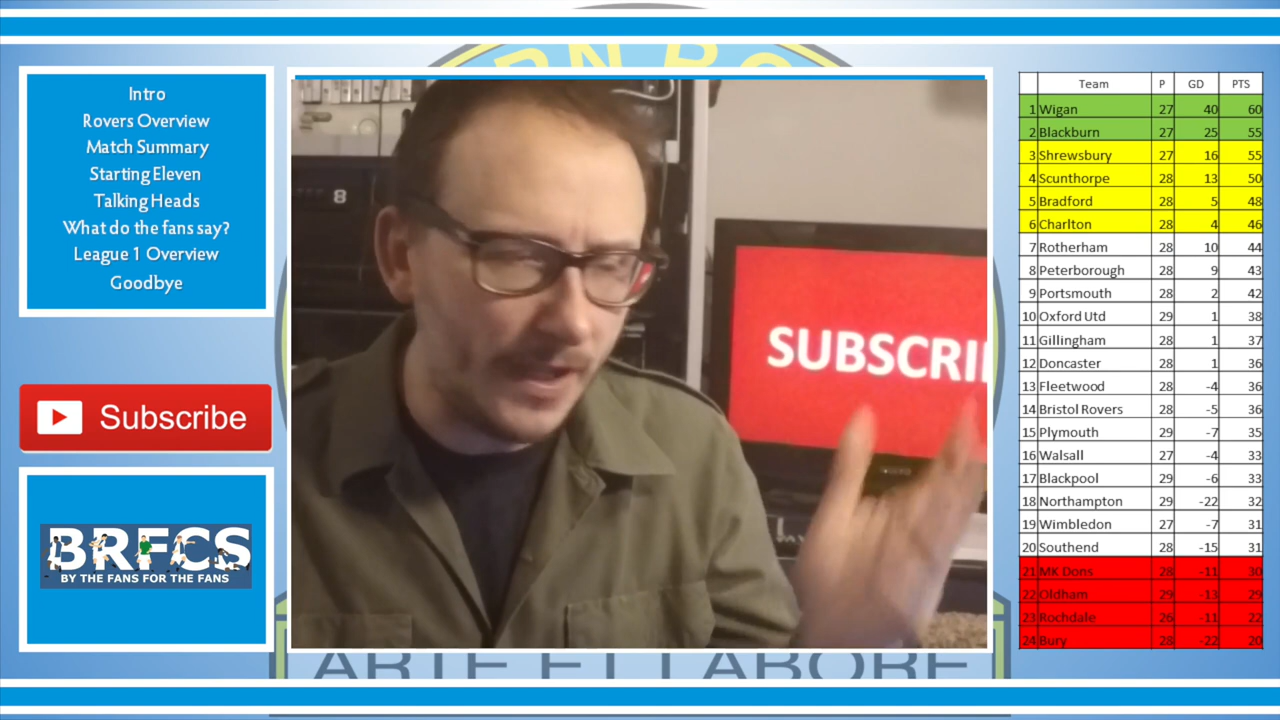 RN RO
Intro
Rovers Overview
Match Summary
Starting Eleven
Talking Heads
What do the fans say?
League 1 Overview
Goodbye
Subscribe
BRFCS
BY THE FANS FOR THE FANS
8
SUBSCRI
ARTE ET LABORE
Team P GD PTS
1 Wigan 27 40 60
2 Blackburn 27 25 55
3 Shrewsbury 27 16 55
4 Scunthorpe 28 13 50
5 Bradford 28 5 48
6 Charlton 28 4 46
7 Rotherham 28 10 44
8 Peterborough 28 9 43
9 Portsmouth 28 2 42
10 Oxford Utd 29 1 38
11 Gillingham 28 1 37
12 Doncaster 28 1 36
13 Fleetwood 28 -4 36
14 Bristol Rovers 28 -5 36
15 Plymouth 29 -7 35
16 Walsall 27 -4 33
17 Blackpool 29 -6 33
18 Northampton 29 -22 32
19 Wimbledon 27 -7 31
20 Southend 28 -15 31
21 MK Dons 28 -11 30
22 Oldham 29 -13 29
23 Rochdale 26 -11 22
24 Bury 28 -22 20